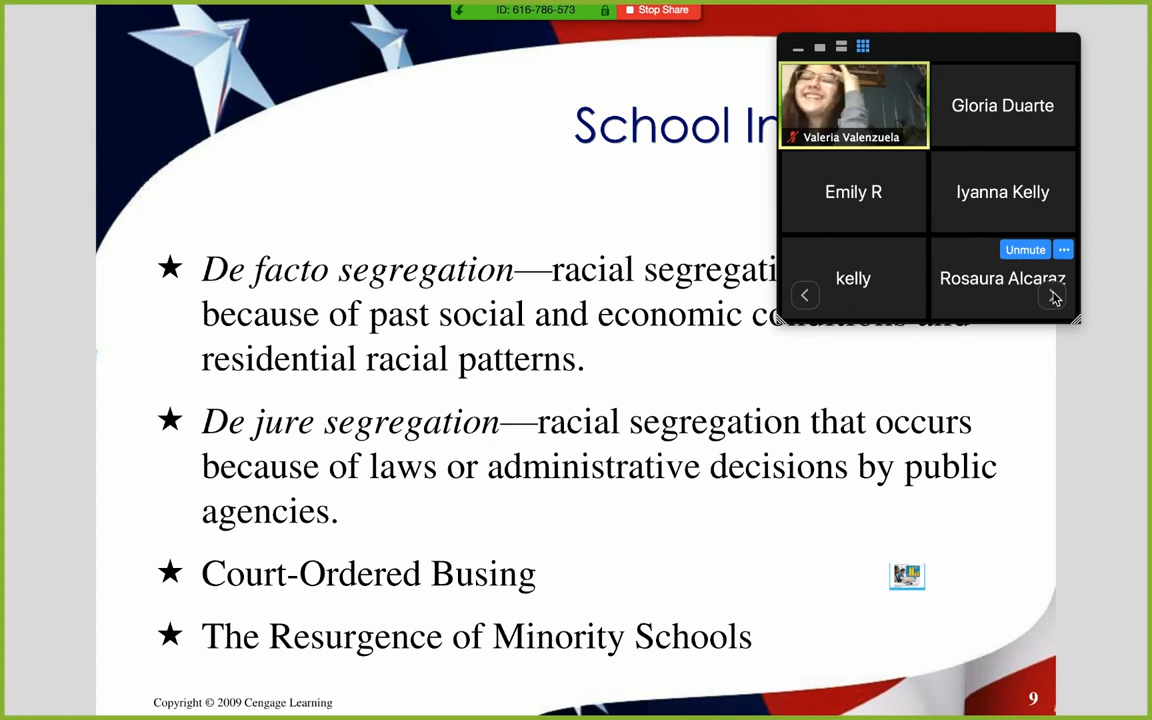 ID: 616-786-573
Stop Share
School In
Valeria Valenzuela
Gloria Duarte
Emily R
Iyanna Kelly
Unmute
kelly
Rosaura Alcaraz
★ De facto segregation—racial
because of past social and economic conditions and
residential racial patterns.
★ De jure segregation—racial segregation that occurs
because of laws or administrative decisions by public
agencies.
★ Court-Ordered Busing
★ The Resurgence of Minority Schools
Copyright © 2009 Cengage Learning
9